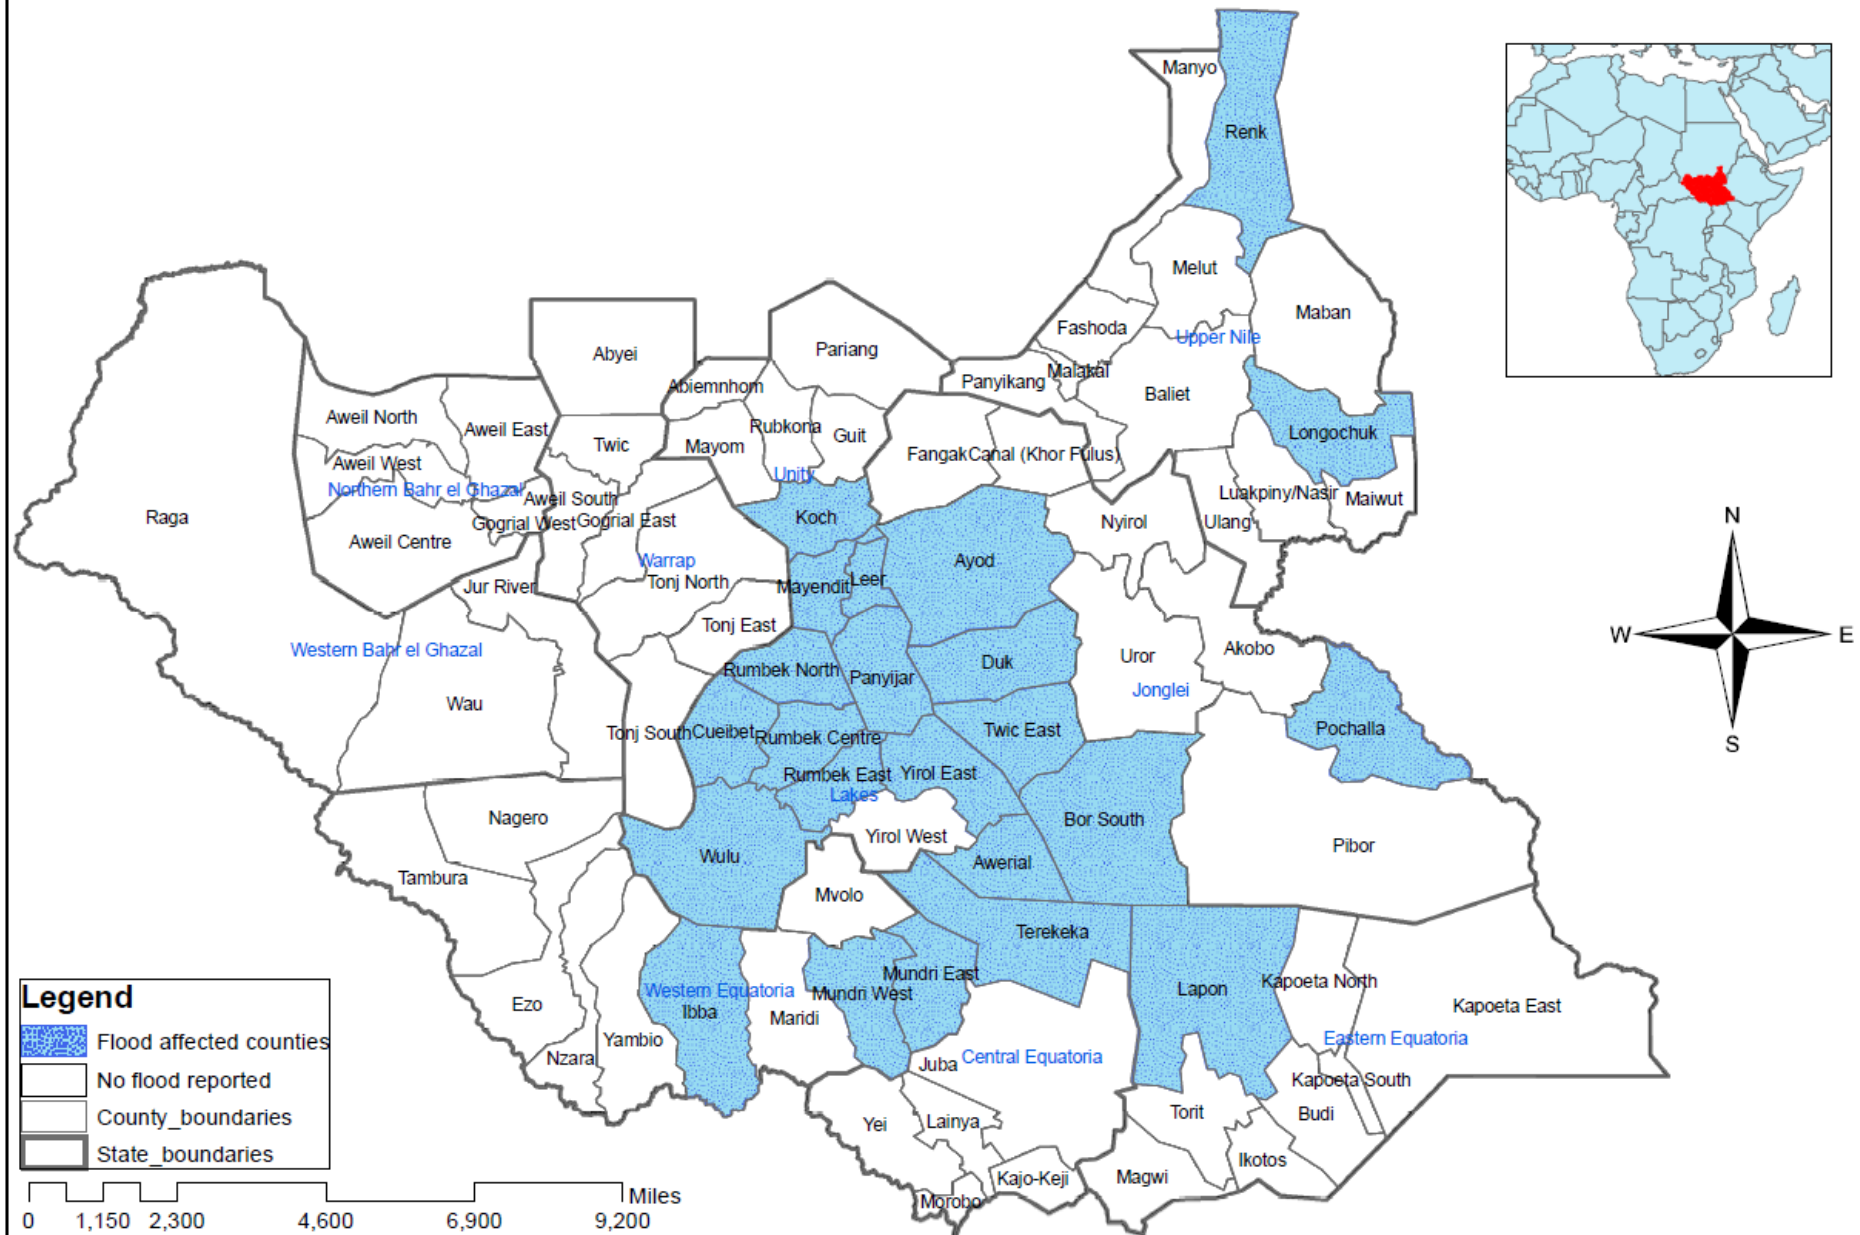 Manyo
Renk
Melut
Maban
Fashoda
Upper Nile
Abyei
Pariang
Malakal
Panyikang
Abiemnhom
Baliet
Aweil North
Aweil East
Twic
Mayom
Rubkona
Guit
Longochuk
Fangak
Canal (Khor Fulus)
Aweil West
Unity
Northern Bahr el Ghazal
Aweil South
Luakpiny/Nasir
Maiwut
Raga
Gogrial West
Gogrial East
Koch
Nyirol
Ulang
Aweil Centre
Warrap
Ayod
Jur River
Tonj North
Mayendit
Leer
Tonj East
Western Bahr el Ghazal
Rumbek North
Panyijar
Duk
Uror
Akobo
Jonglei
Wau
Tonj South
Cueibet
Rumbek Centre
Twic East
Pochalla
Rumbek East
Yirol East
Lakes
Nagero
Yirol West
Bor South
Pibor
Wulu
Awerial
Tambura
Mvolo
Terekeka
Mundri East
Kapoeta North
Western Equatoria
Mundri West
Lapon
Kapoeta East
Ezo
Ibba
Maridi
Yambio
Eastern Equatoria
Nzara
Juba
Central Equatoria
Kapoeta South
Torit
Budi
Yei
Lainya
Ikotos
Kajo-Keji
Magwi
Morobo
N
W
E
S
Legend
Flood affected counties
No flood reported
County_boundaries
State_boundaries
Miles
0 1,150 2,300 4,600 6,900 9,200